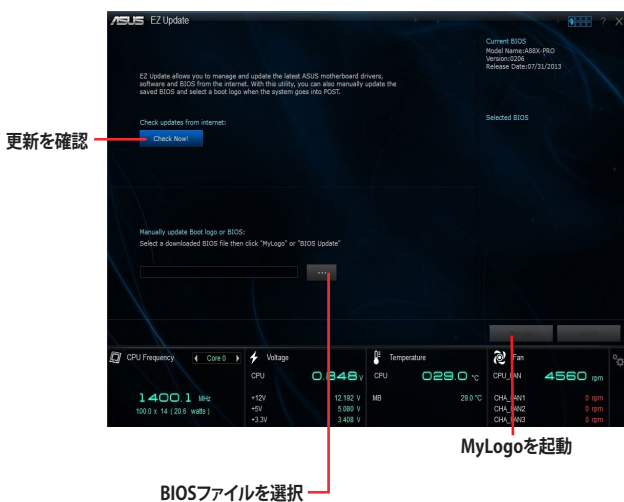 ASUS EZ Update
? X
Current BIOS
Model Name:A88X-PRO
Version:0206
Release Date:07/31/2013
EZ Update allows you to manage and update the latest ASUS motherboard drivers,
software and BIOS from the internet. With this utility, you can also manually update the
saved BIOS and select a boot logo when the system goes into POST.
Check updates from internet:
Selected BIOS
更新を確認
Check Now!
Manually update Boot logo or BIOS:
Select a downloaded BIOS file then click "MyLogo" or "BIOS Update"
...
CPU Frequency
Core 0
1400.1 MHz
100.0 x 14 ( 20.6 watts )
Voltage
CPU 0.848 v
+12V 12.192 V
+5V 5.080 V
+3.3V 3.408 V
Temperature
CPU 029.0 °C
MB 29.0 °C
Fan
CPU_FAN 4560 rpm
CHA_FAN1 0 rpm
CHA_FAN2 0 rpm
CHA_FAN3 0 rpm
MyLogoを起動
BIOSファイルを選択